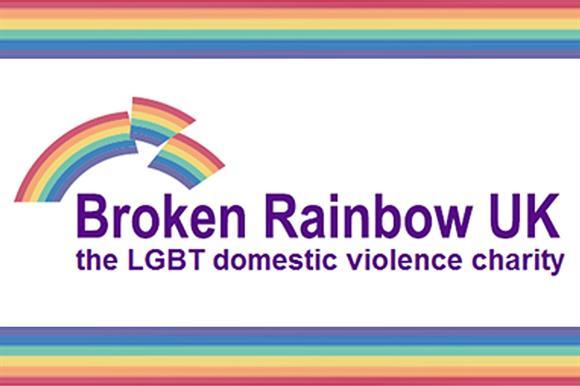 Broken Rainbow UK
the LGBT domestic violence charity